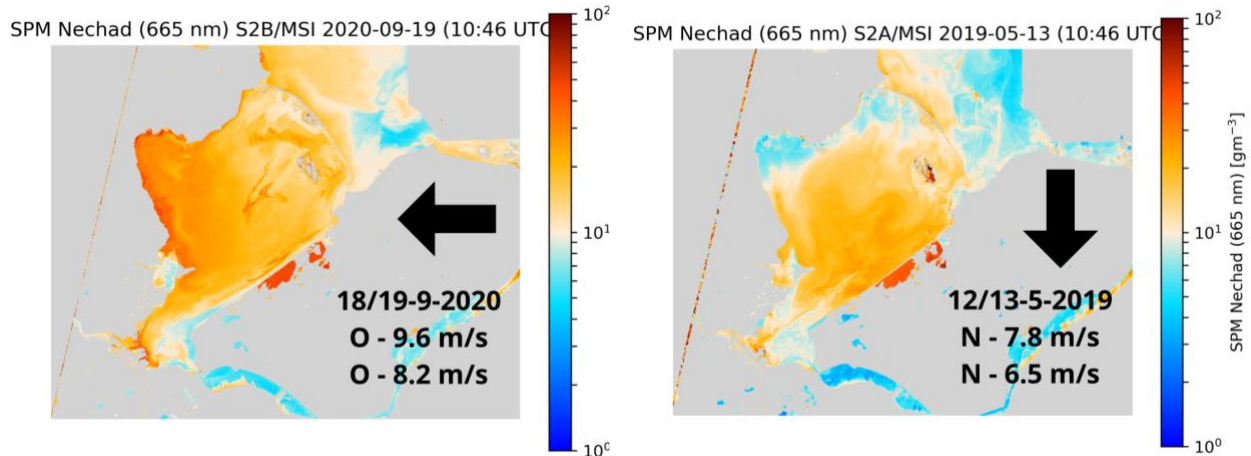 SPM Nechad (665 nm) S2B/MSI 2020-09-19 (10:46 UTC
10²
10¹
10⁰
18/19-9-2020
O - 9.6 m/s
O - 8.2 m/s
SPM Nechad (665 nm) S2A/MSI 2019-05-13 (10:46 UTC
10²
10¹
10⁰
SPM Nechad (665 nm) [gm⁻³]
12/13-5-2019
N - 7.8 m/s
N - 6.5 m/s